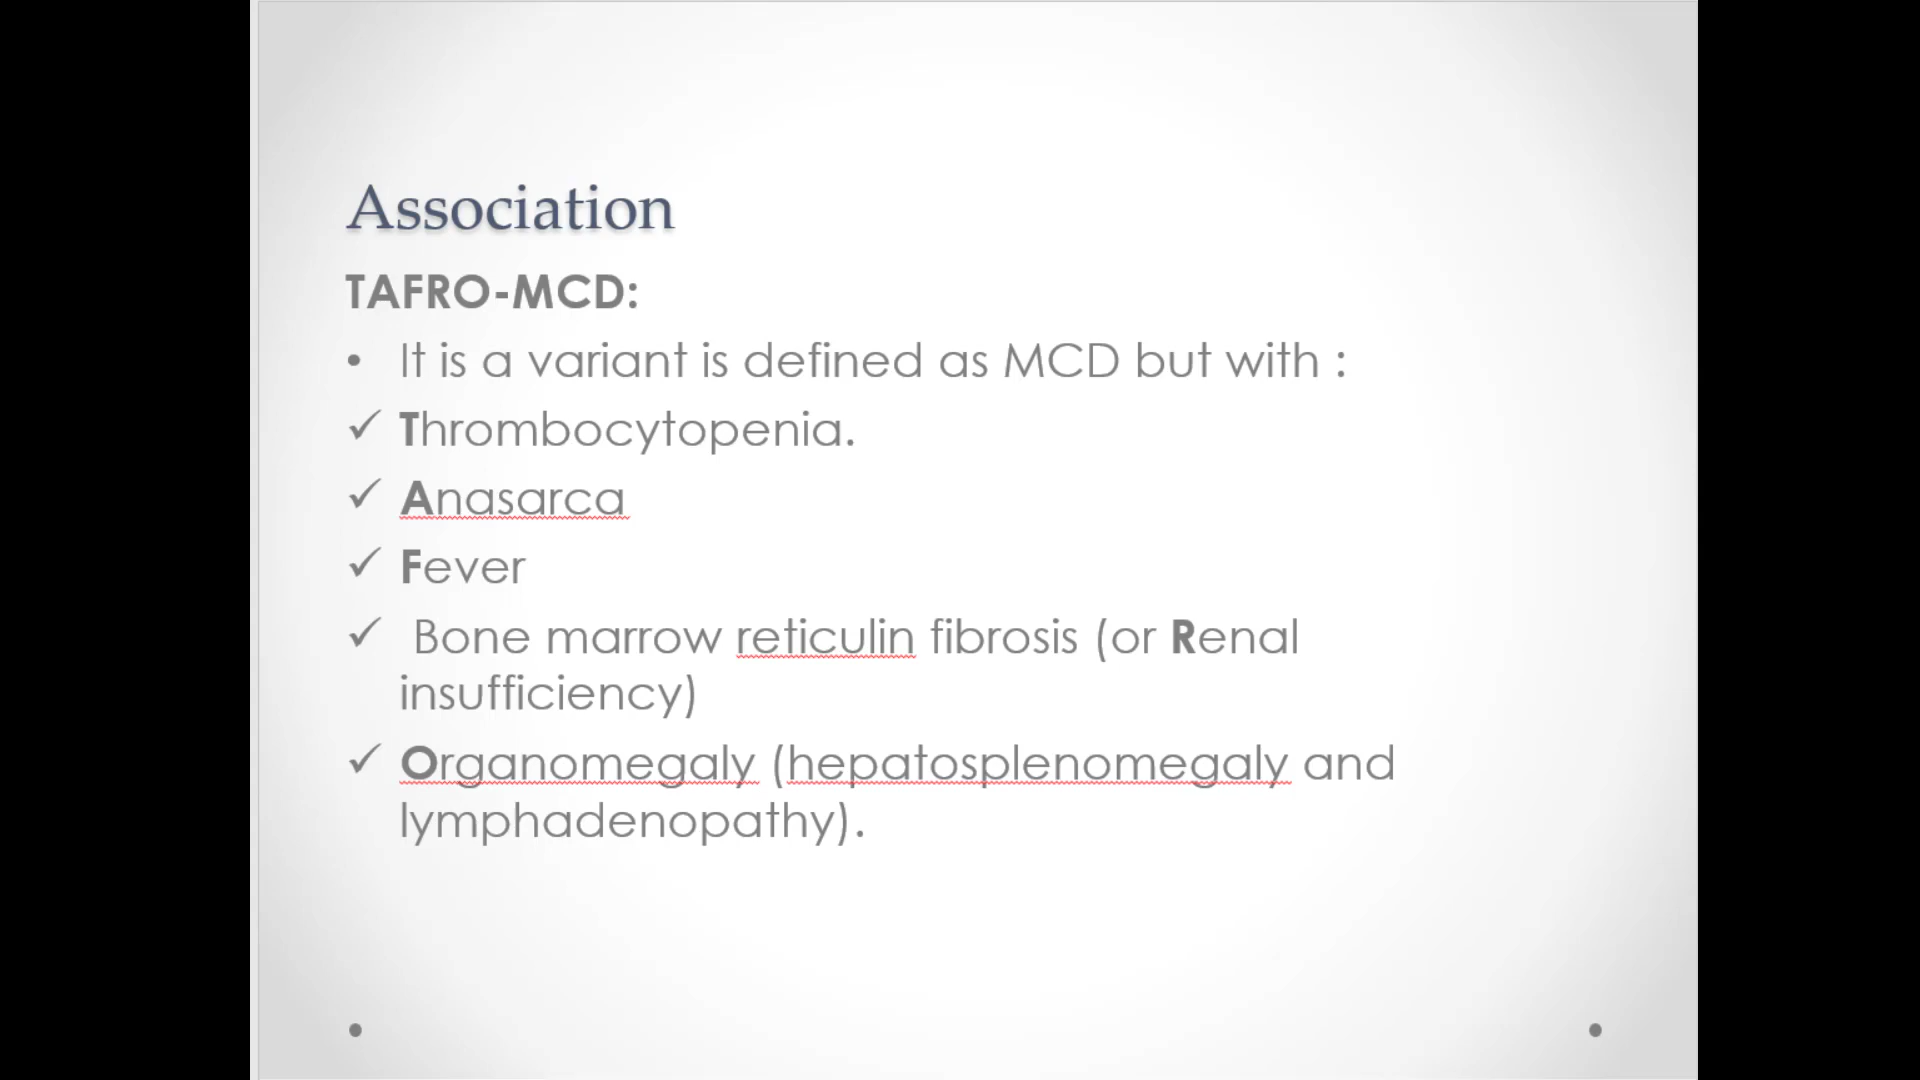 Association
TAFRO-MCD:
• It is a variant is defined as MCD but with :
✓ Thrombocytopenia.
✓ Anasarca
✓ Fever
✓ Bone marrow reticulin fibrosis (or Renal
insufficiency)
✓ Organomegaly (hepatosplenomegaly and
lymphadenopathy).